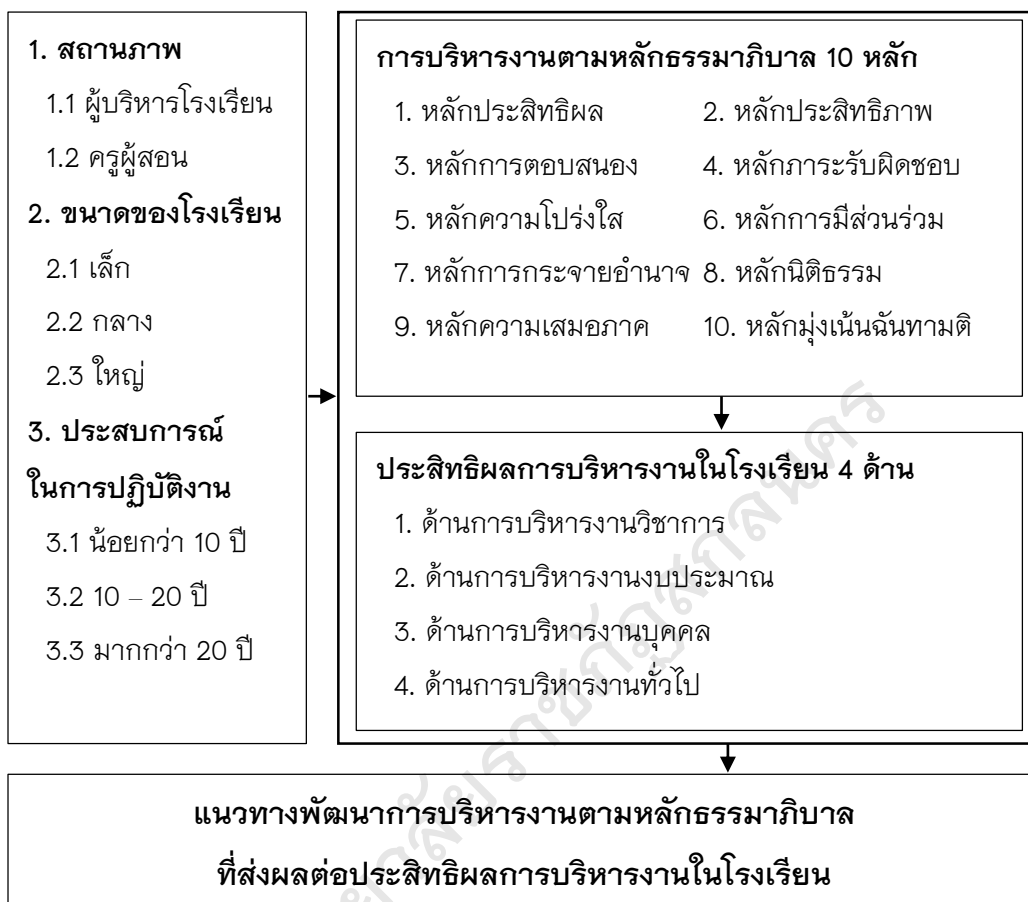 1. สถานภาพ
1.1 ผู้บริหารโรงเรียน
1.2 ครูผู้สอน
2. ขนาดของโรงเรียน
2.1 เล็ก
2.2 กลาง
2.3 ใหญ่
3. ประสบการณ์
ในการปฏิบัติงาน
3.1 น้อยกว่า 10 ปี
3.2 10 – 20 ปี
3.3 มากกว่า 20 ปี
การบริหารงานตามหลักธรรมาภิบาล 10 หลัก
1. หลักประสิทธิผล 2. หลักประสิทธิภาพ
3. หลักการตอบสนอง 4. หลักภาระรับผิดชอบ
5. หลักความโปร่งใส 6. หลักการมีส่วนร่วม
7. หลักการกระจายอำนาจ 8. หลักนิติธรรม
9. หลักความเสมอภาค 10. หลักมุ่งเน้นฉันทามติ
ประสิทธิผลการบริหารงานในโรงเรียน 4 ด้าน
1. ด้านการบริหารงานวิชาการ
2. ด้านการบริหารงานงบประมาณ
3. ด้านการบริหารงานบุคคล
4. ด้านการบริหารงานทั่วไป
แนวทางพัฒนาการบริหารงานตามหลักธรรมาภิบาล
ที่ส่งผลต่อประสิทธิผลการบริหารงานในโรงเรียน